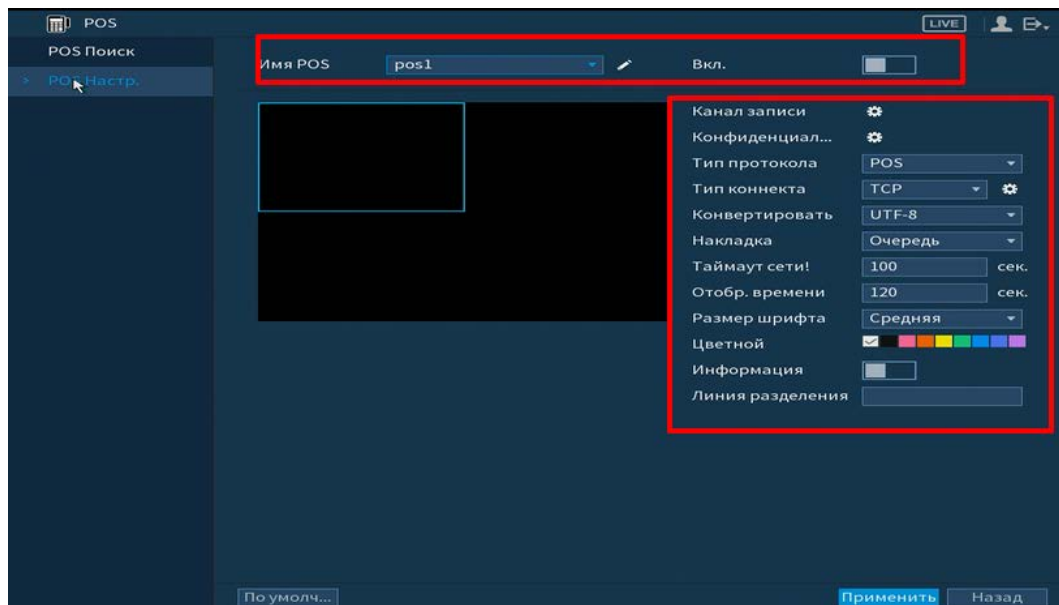 POS
LIVE
POS Поиск
POS Настр.
Имя POS pos1 Вкл.
Канал записи
Конфиденциал...
Тип протокола POS
Тип коннекта TCP
Конвертировать UTF-8
Накладка Очередь
Таймаут сети! 100 сек.
Отобр. времени 120 сек.
Размер шрифта Средняя
Цветной
Информация
Линия разделения
По умолч... Применить Назад